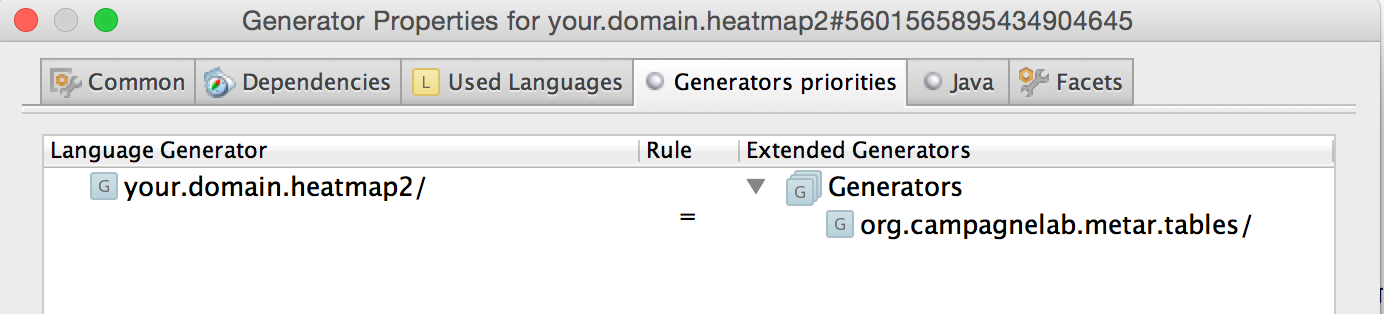 Generator Properties for your.domain.heatmap2#5601565895434904645
Common
Dependencies
L
Used Languages
Generators priorities
Java
Facets
Language Generator
Rule
Extended Generators
G
your.domain.heatmap2/
G
Generators
=
G
org.campagnelab.metar.tables/